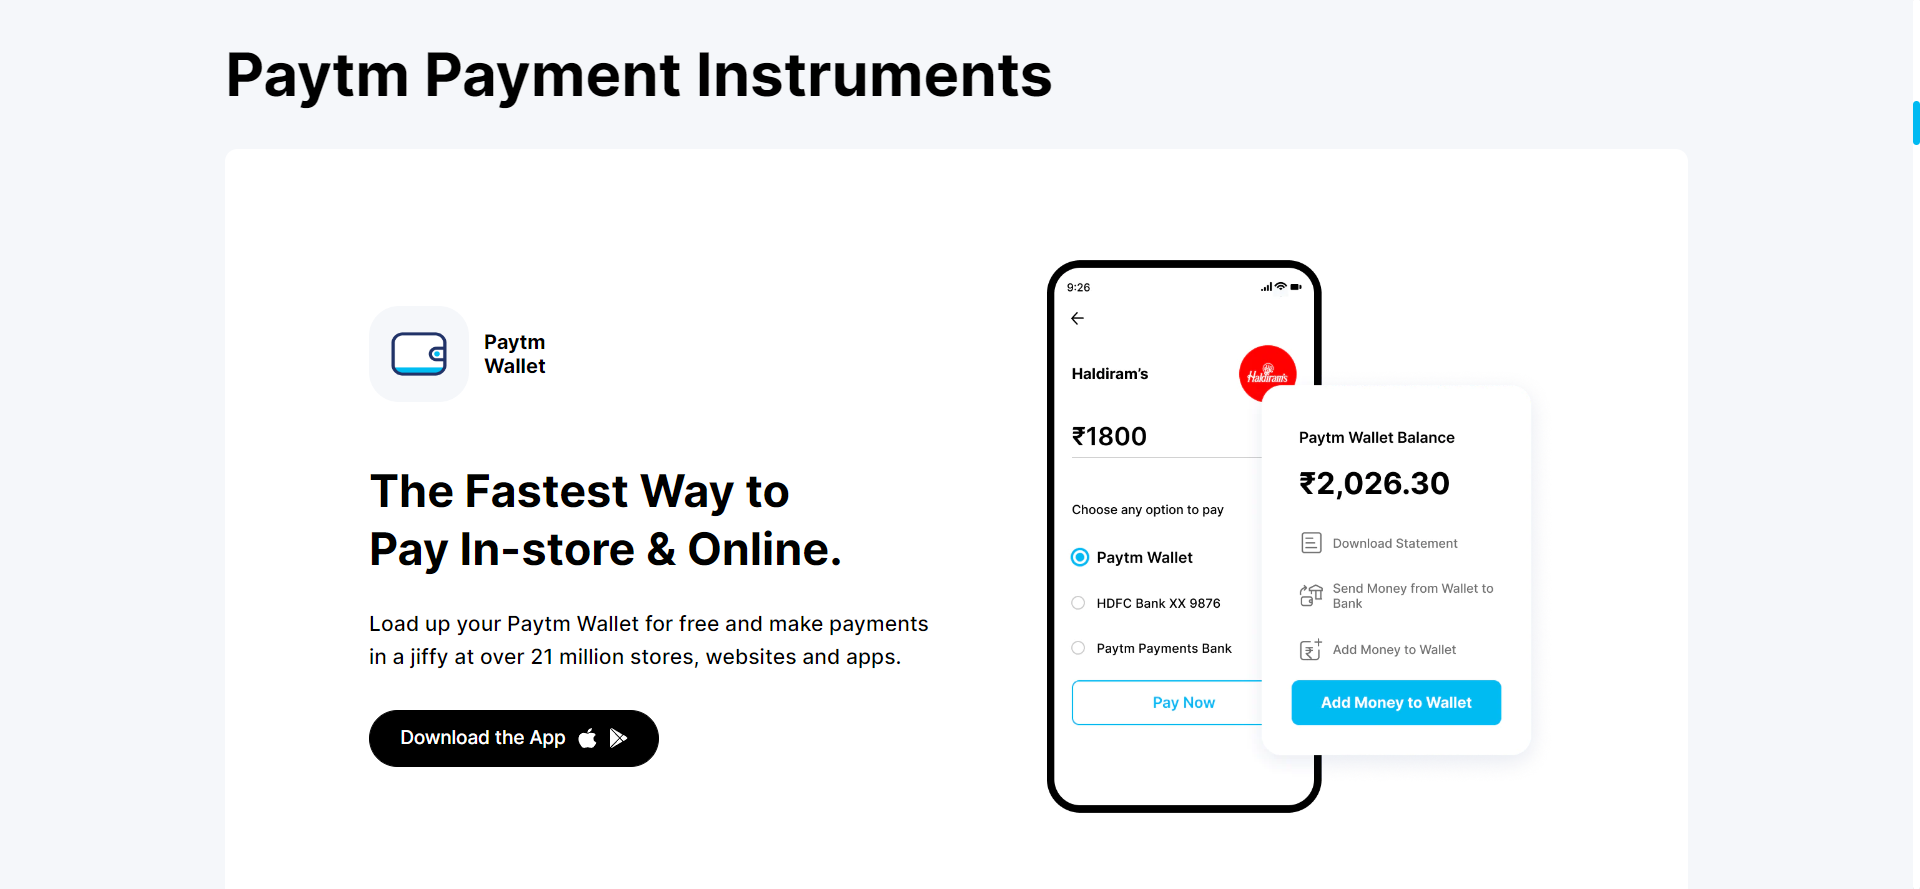 Paytm Payment Instruments
Paytm
Wallet
The Fastest Way to
Pay In-store & Online.
Load up your Paytm Wallet for free and make payments
in a jiffy at over 21 million stores, websites and apps.
Download the App
9:26
Haldiram’s
Haldiram's
₹1800
Choose any option to pay
Paytm Wallet
HDFC Bank XX 9876
Paytm Payments Bank
Pay Now
Paytm Wallet Balance
₹2,026.30
Download Statement
Send Money from Wallet to
Bank
Add Money to Wallet
Add Money to Wallet